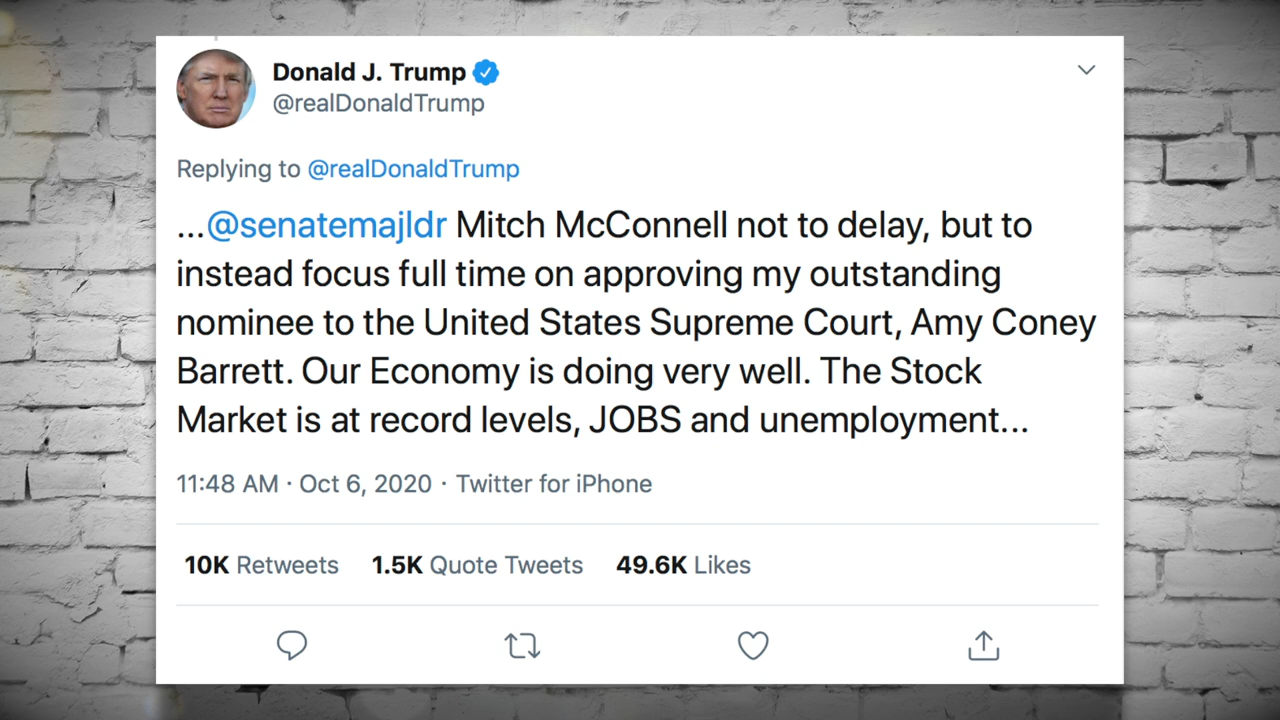 Donald J. Trump
@realDonaldTrump
Replying to @realDonaldTrump
...@senatemajldr Mitch McConnell not to delay, but to
instead focus full time on approving my outstanding
nominee to the United States Supreme Court, Amy Coney
Barrett. Our Economy is doing very well. The Stock
Market is at record levels, JOBS and unemployment...
11:48 AM · Oct 6, 2020 · Twitter for iPhone
10K Retweets 1.5K Quote Tweets 49.6K Likes